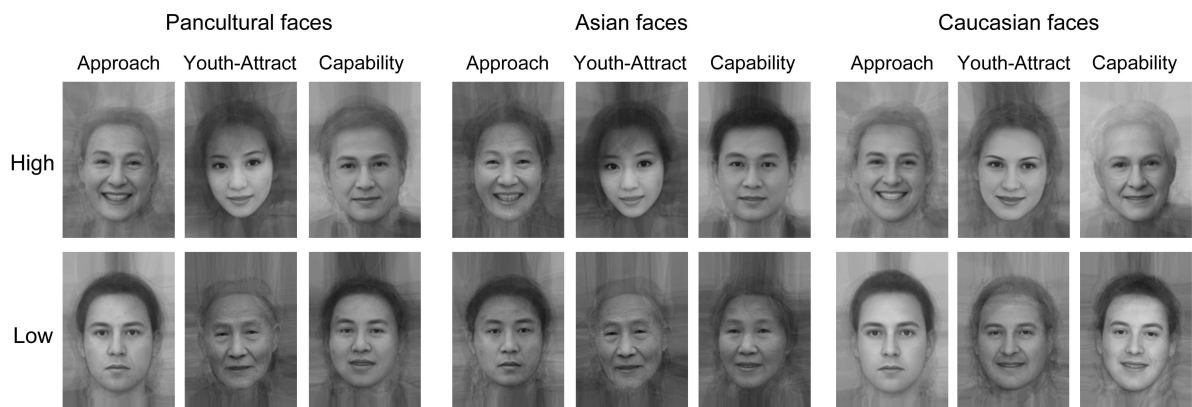 Pancultural faces Asian faces Caucasian faces
Approach Youth-Attract Capability Approach Youth-Attract Capability Approach Youth-Attract Capability
High
Low